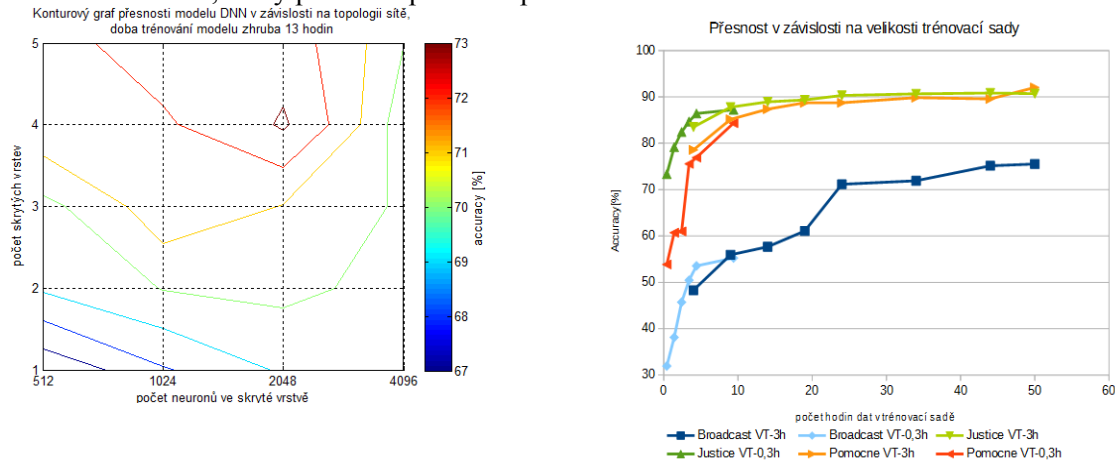 Konturový graf přesnosti modelu DNN v závislosti na topologii sítě,
doba trénování modelu zhruba 13 hodin
5
4
3
2
1
počet skrytých vrstev
512
1024
2048
4096
počet neuronů ve skryté vrstvě
73
72
71
70
69
68
67
accuracy [%]
Přesnost v závislosti na velikosti trénovací sady
100
90
80
70
60
50
40
30
Accuracy [%]
0
10
20
30
40
50
60
počet hodin dat v trénovací sadě
Broadcast VT-3h
Broadcast VT-0,3h
Justice VT-3h
Justice VT-0,3h
Pomocne VT-3h
Pomocne VT-0,3h